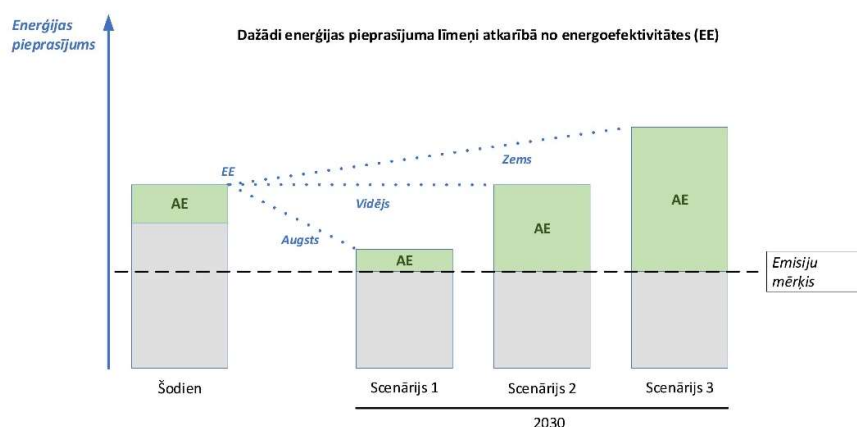 Enerģijas
pieprasījums
Dažādi enerģijas pieprasījuma līmeņi atkarībā no energoefektivitātes (EE)
Zems
EE
AE
Vidējs
Augsts
AE
AE
AE
Emisiju
mērķis
Šodien
Scenārijs 1
Scenārijs 2
Scenārijs 3
2030